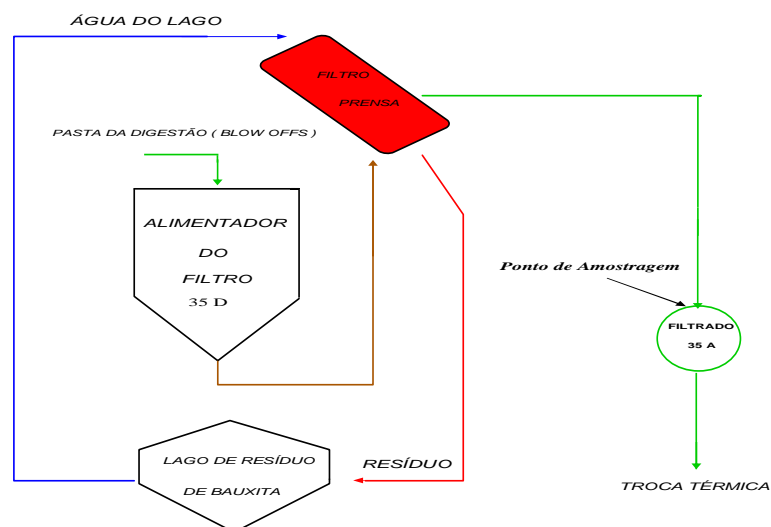 ÁGUA DO LAGO
FILTRO
PRENSA
PASTA DA DIGESTÃO ( BLOW OFFS )
ALIMENTADOR
DO
FILTRO
35 D
Ponto de Amostragem
FILTRADO
35 A
LAGO DE RESÍDUO
DE BAUXITA
RESÍDUO
TROCA TÉRMICA